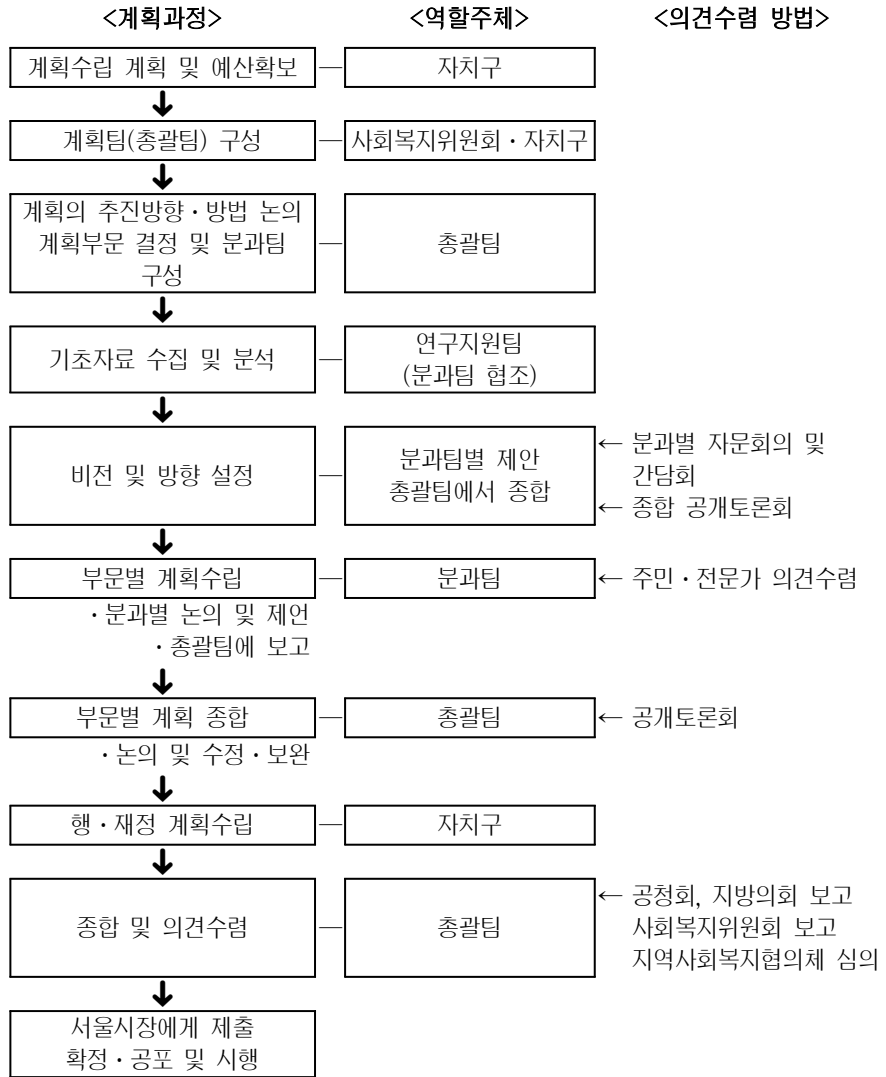 <계획과정> <역할주체> <의견수렴 방법>
계획수립 계획 및 예산확보 자치구
계획팀(총괄팀) 구성 사회복지위원회·자치구
계획의 추진방향·방법 논의
계획부문 결정 및 분과팀
구성
총괄팀
기초자료 수집 및 분석
연구지원팀
(분과팀 협조)
비전 및 방향 설정
분과팀별 제안
총괄팀에서 종합
← 분과별 자문회의 및
간담회
← 종합 공개토론회
부문별 계획수립 분과팀 ← 주민·전문가 의견수렴
·분과별 논의 및 제언
·총괄팀에 보고
부문별 계획 종합 총괄팀 ← 공개토론회
·논의 및 수정·보완
행·재정 계획수립 자치구
종합 및 의견수렴 총괄팀
← 공청회, 지방의회 보고
사회복지위원회 보고
지역사회복지협의체 심의
서울시장에게 제출
확정·공포 및 시행